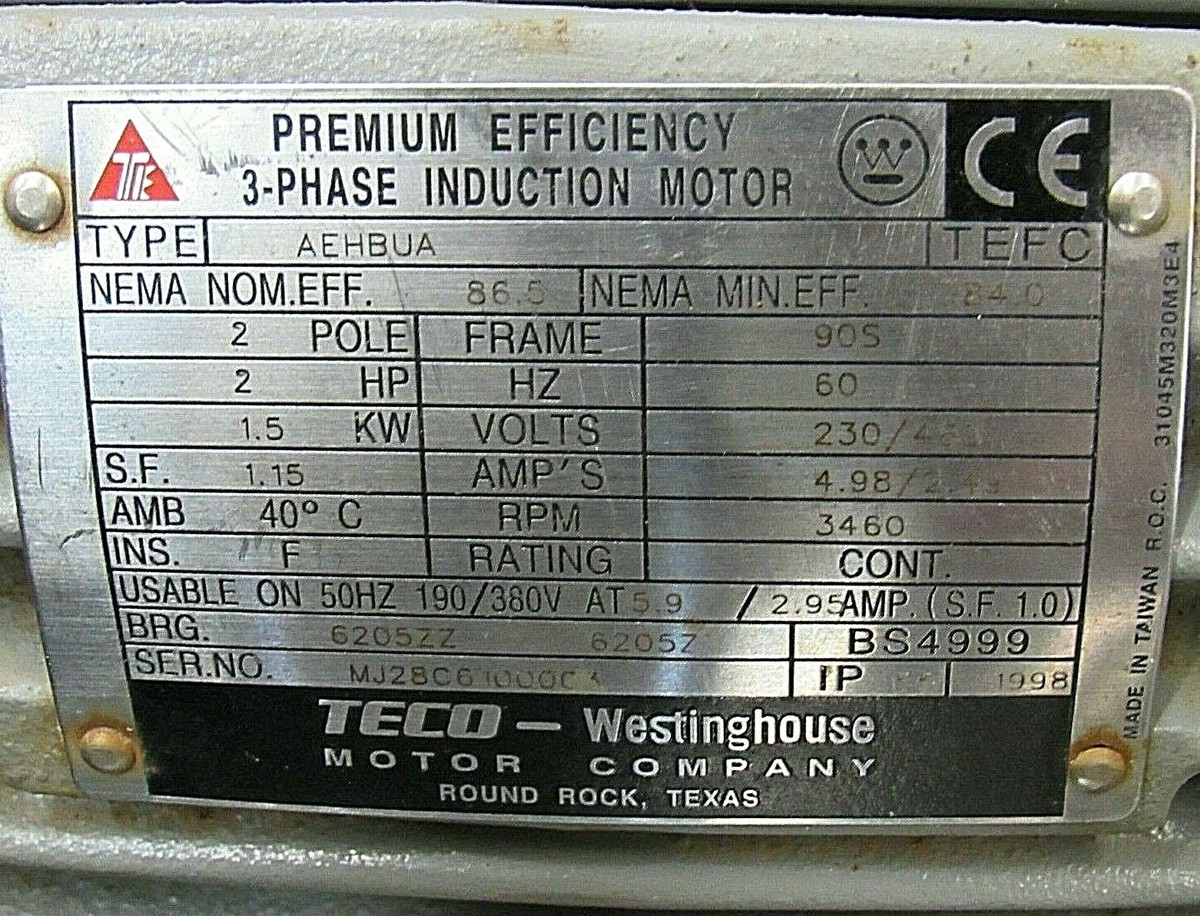 PREMIUM EFFICIENCY
3-PHASE INDUCTION MOTOR
CE
TYPE AEHBUA TEFC
NEMA NOM.EFF. 86.5 NEMA MIN.EFF. 84.0
2 POLE FRAME 90S
2 HP HZ 60
1.5 KW VOLTS 230/
S.F. 1.15 AMP'S 4.98/
AMB 40° C RPM 3460
INS. F RATING CONT.
USABLE ON 50HZ 190/380V AT 5.9 / 2.95 AMP. (S.F. 1.0)
BRG. 6205ZZ 6205Z BS4999
SER.NO. IP 1998
TECO — Westinghouse
MOTOR COMPANY
ROUND ROCK, TEXAS
MADE IN TAIWAN R.O.C. 31045M320M3E4